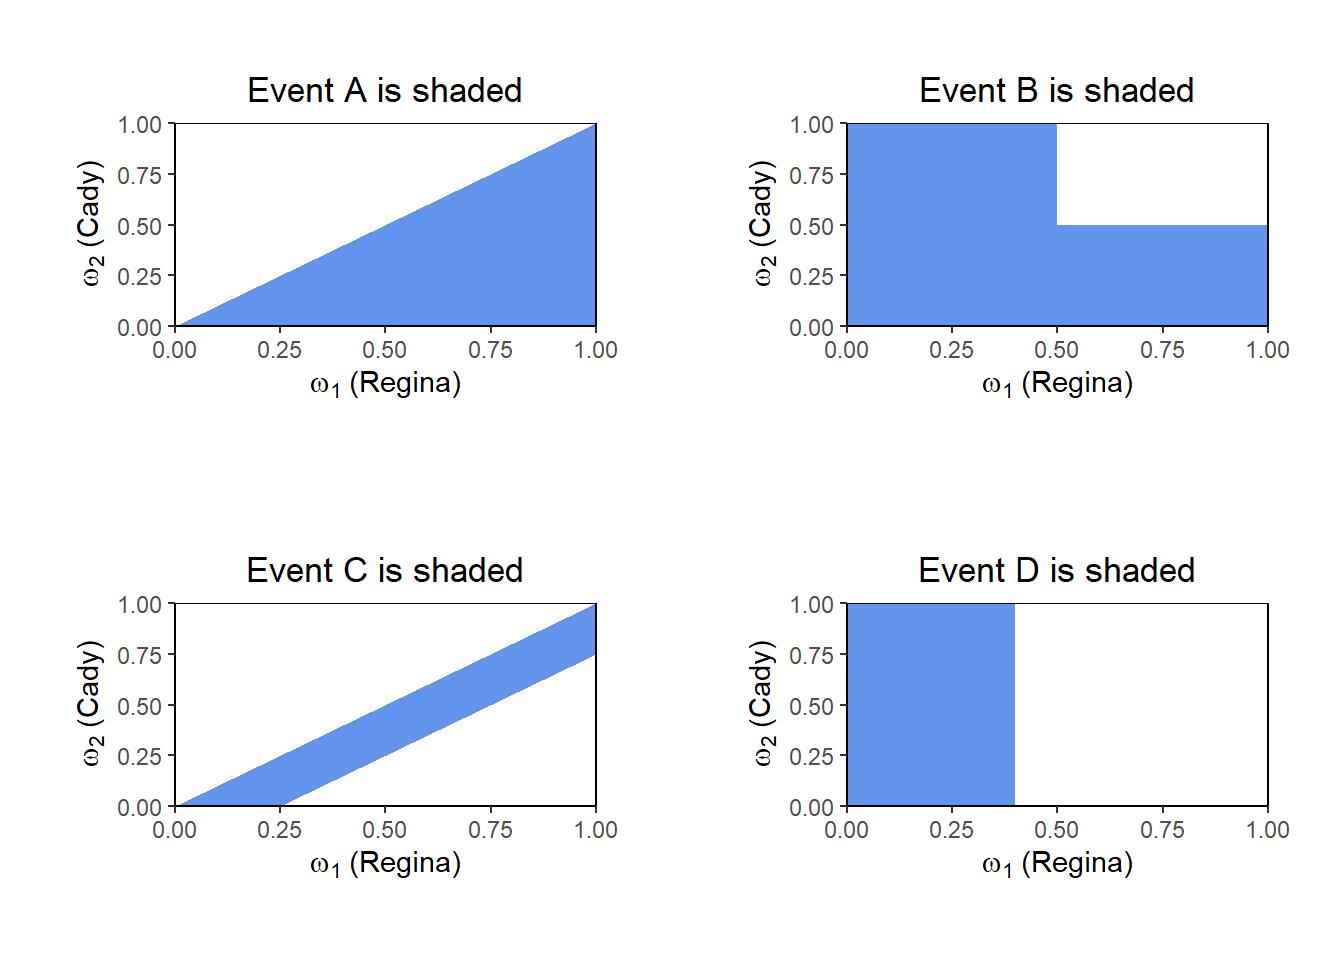 Event A is shaded
1.00
0.75
0.50
0.25
0.00
ω2 (Cady)
0.00 0.25 0.50 0.75 1.00
ω1 (Regina)
Event B is shaded
1.00
0.75
0.50
0.25
0.00
ω2 (Cady)
0.00 0.25 0.50 0.75 1.00
ω1 (Regina)
Event C is shaded
1.00
0.75
0.50
0.25
0.00
ω2 (Cady)
0.00 0.25 0.50 0.75 1.00
ω1 (Regina)
Event D is shaded
1.00
0.75
0.50
0.25
0.00
ω2 (Cady)
0.00 0.25 0.50 0.75 1.00
ω1 (Regina)